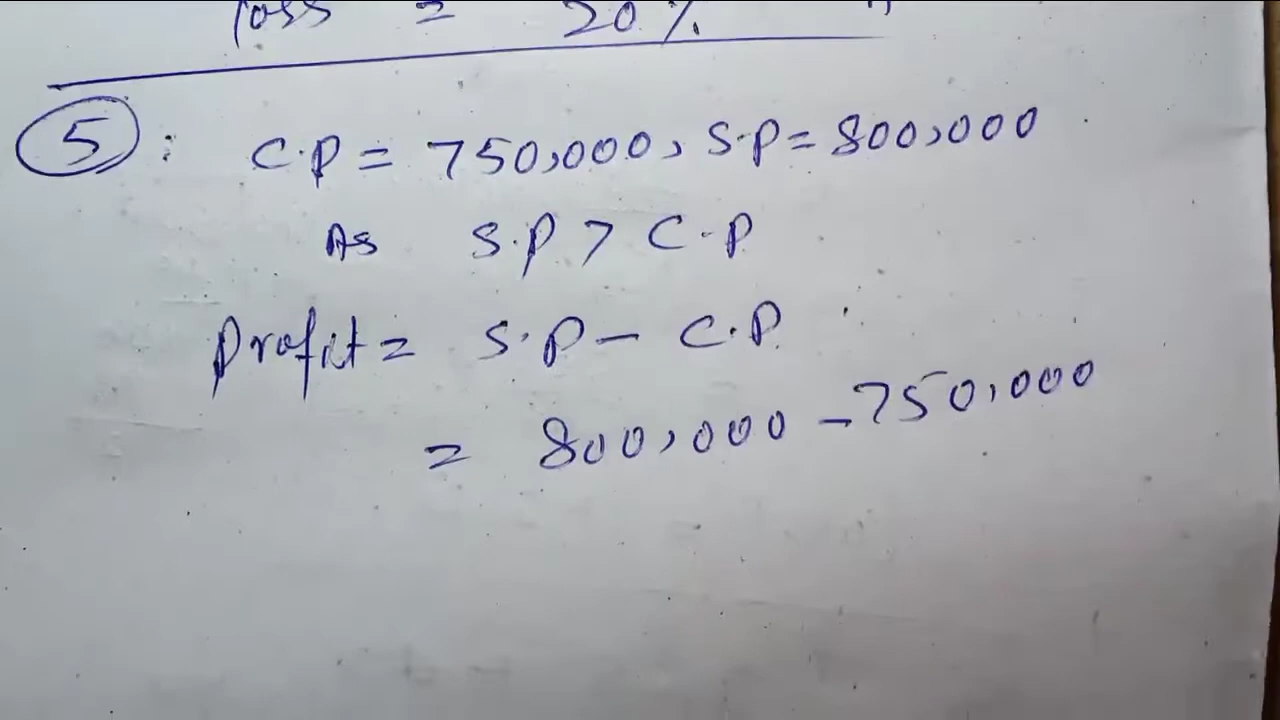 loss = 20 %
5 : C.P = 750,000, S.P = 800,000
As S.P > C.P
Profit = S.P - C.P
= 800,000 - 750,000